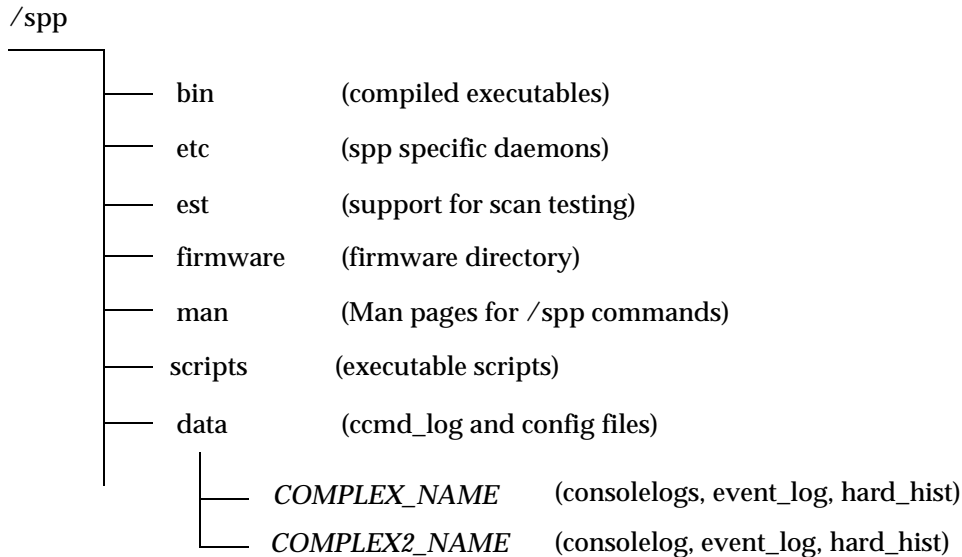 /spp
bin (compiled executables)
etc (spp specific daemons)
est (support for scan testing)
firmware (firmware directory)
man (Man pages for /spp commands)
scripts (executable scripts)
data (ccmd_log and config files)
COMPLEX_NAME (consolelogs, event_log, hard_hist)
COMPLEX2_NAME (consolelog, event_log, hard_hist)